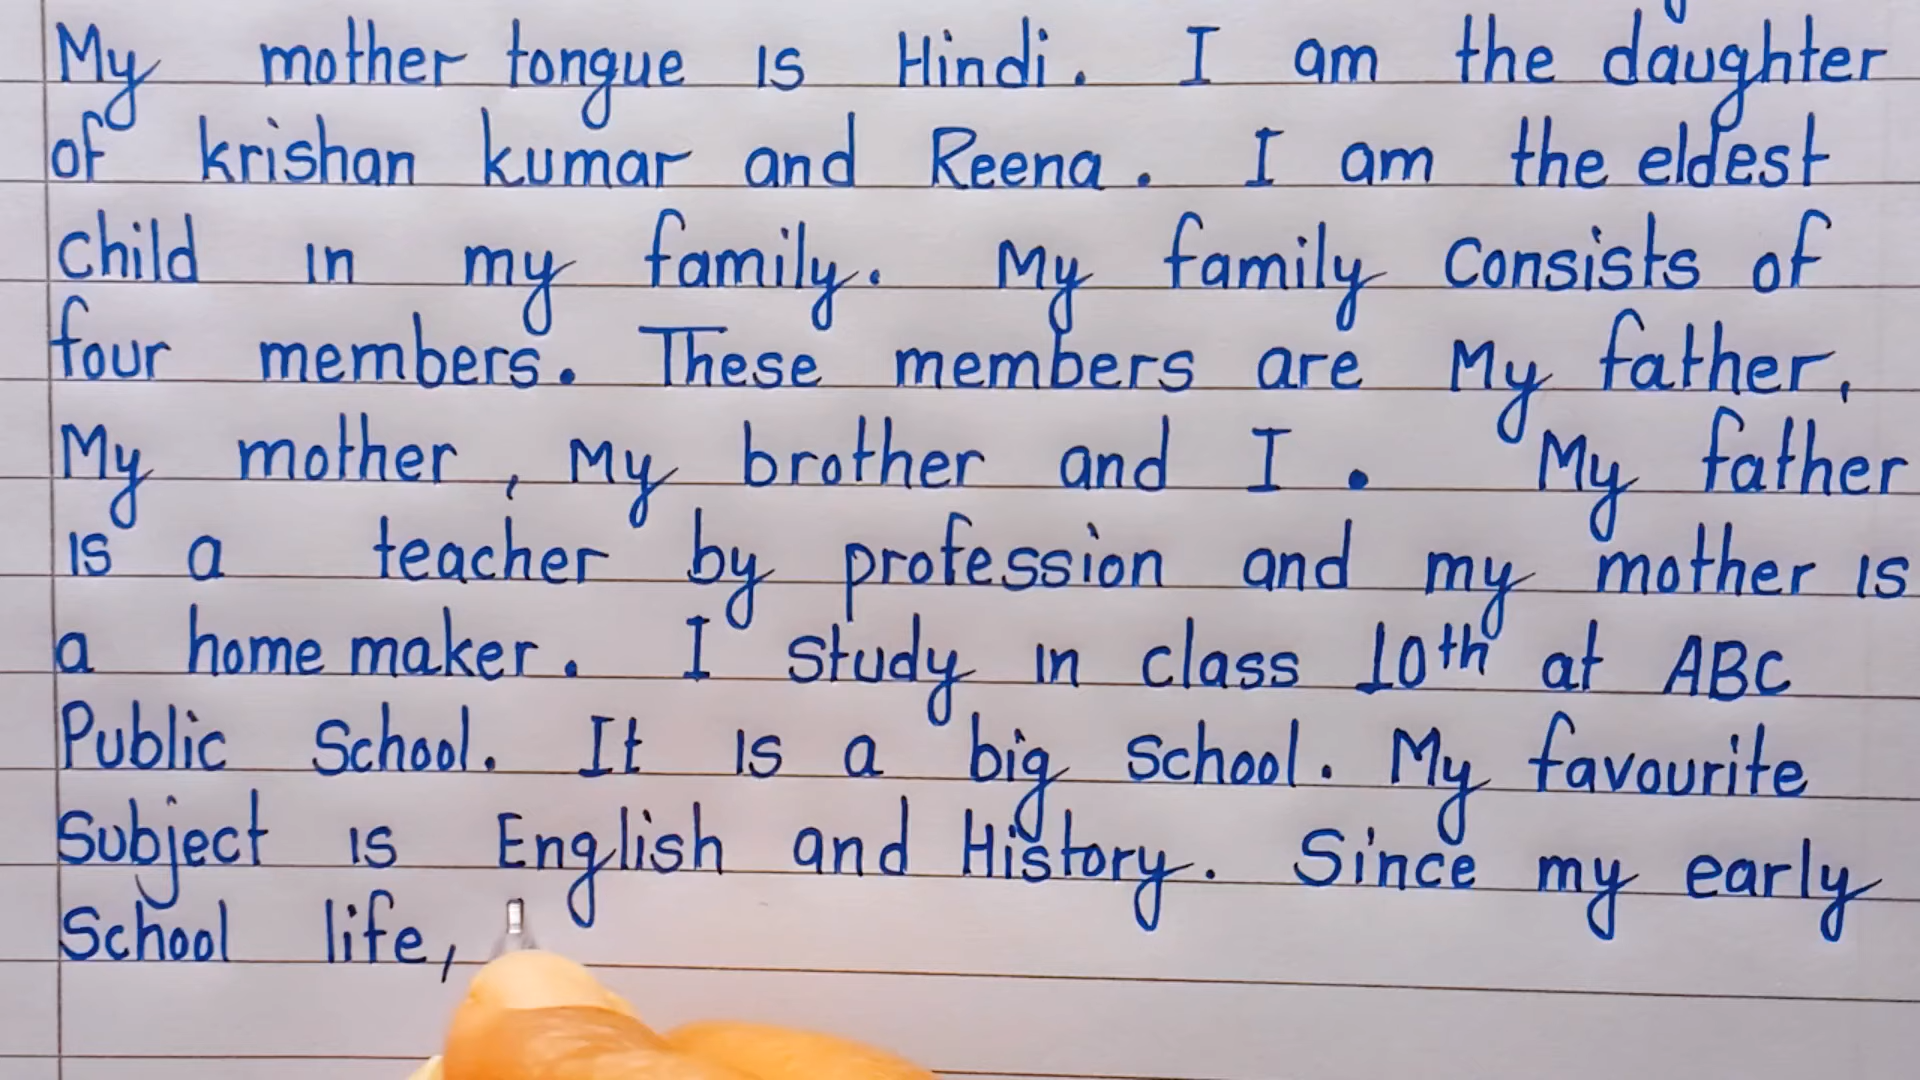 My mother tongue is Hindi. I am the daughter
of krishan kumar and Reena. I am the eldest
child in my family. My family consists of
four members. These members are My father,
My mother, My brother and I.  My father
is a teacher by profession and my mother is
a home maker. I study in class 10th at ABC
Public School. It is a big school. My favourite
Subject is English and History. Since my early
School life,